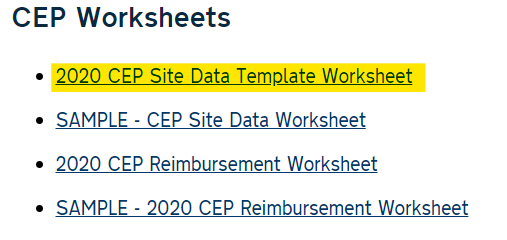 CEP Worksheets
2020 CEP Site Data Template Worksheet
SAMPLE - CEP Site Data Worksheet
2020 CEP Reimbursement Worksheet
SAMPLE - 2020 CEP Reimbursement Worksheet